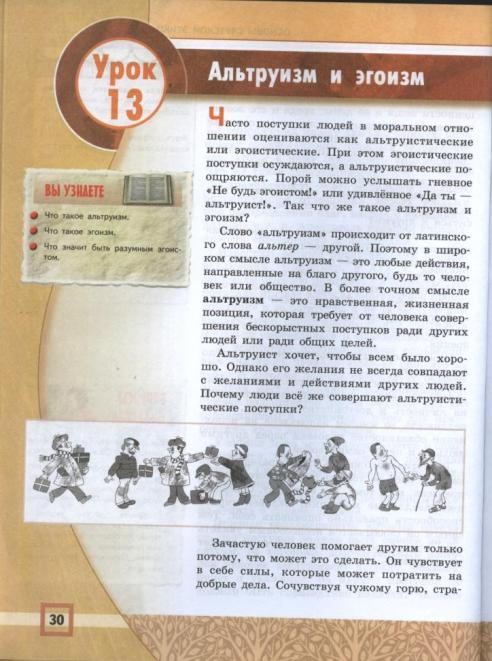 Урок
13
Альтруизм и эгоизм
ВЫ УЗНАЕТЕ
Что такое альтруизм.
Что такое эгоизм.
Что значит быть разумным эгоис-
том.
Часто поступки людей в моральном отно-
шении оцениваются как альтруистические
или эгоистические. При этом эгоистические
поступки осуждаются, а альтруистические по-
ощряются. Порой можно услышать гневное
«Не будь эгоистом!» или удивлённое «Да ты —
альтруист!». Так что же такое альтруизм и
эгоизм?
Слово «альтруизм» происходит от латинско-
го слова альтер — другой. Поэтому в широ-
ком смысле альтруизм — это любые действия,
направленные на благо другого, будь то чело-
век или общество. В более точном смысле
альтруизм — это нравственная, жизненная
позиция, которая требует от человека совер-
шения бескорыстных поступков ради других
людей или ради общих целей.
Альтруист хочет, чтобы всем было хоро-
шо. Однако его желания не всегда совпадают
с желаниями и действиями других людей.
Почему люди всё же совершают альтруисти-
ческие поступки?
Зачастую человек помогает другим только
потому, что может это сделать. Он чувствует
в себе силы, которые может потратить на
добрые дела. Сочувствуя чужому горю, стра-
30